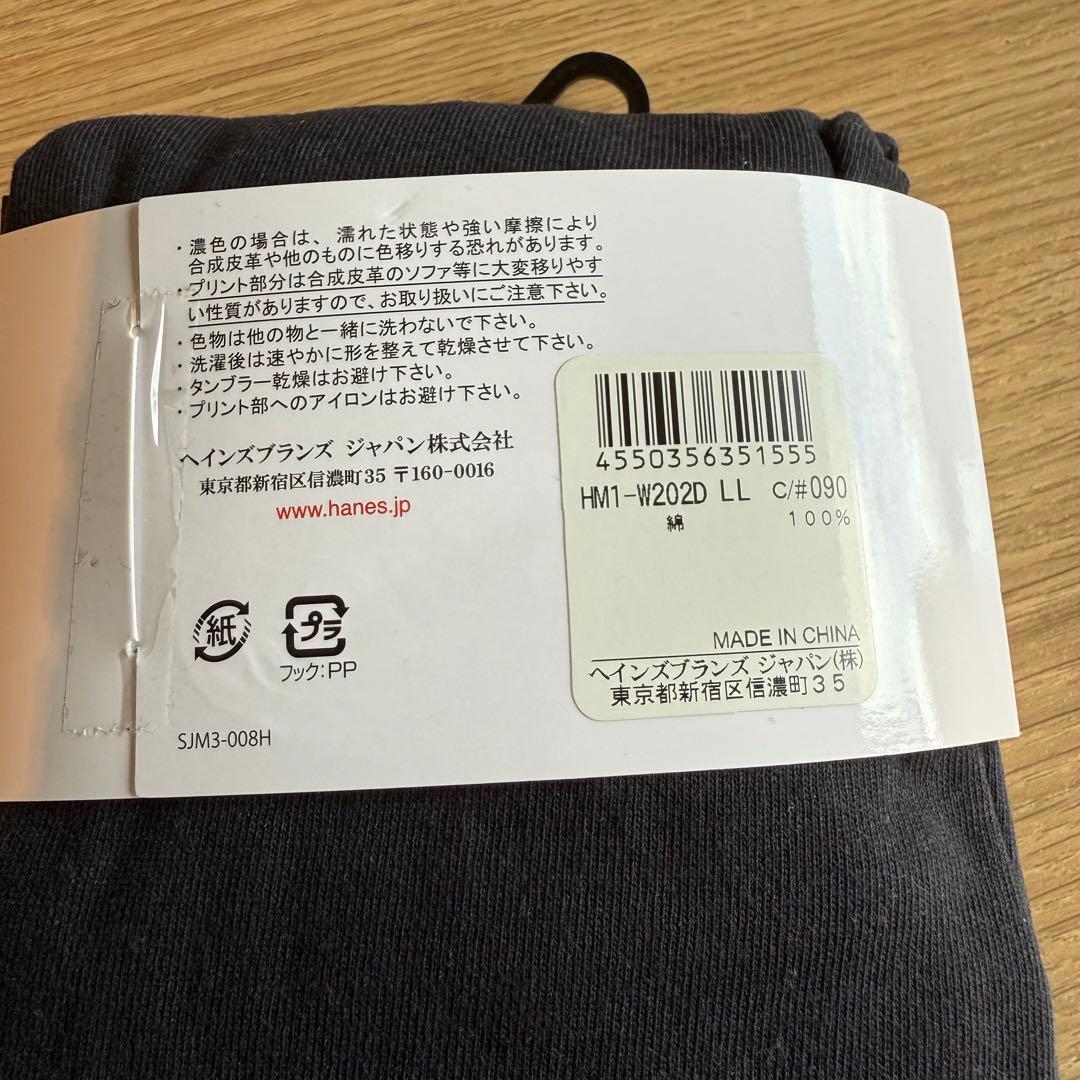 ・濃色の場合は、濡れた状態や強い摩擦により
合成皮革や他のものに色移りする恐れがあります。
・プリント部分は合成皮革のソファ等に大変移りやす
い性質がありますので、お取り扱いにご注意下さい。
・色物は他の物と一緒に洗わないで下さい。
・洗濯後は速やかに形を整えて乾燥させて下さい。
・タンブラー乾燥はお避け下さい。
・プリント部へのアイロンはお避け下さい。
ヘインズブランズ ジャパン株式会社
東京都新宿区信濃町35 〒160-0016
www.hanes.jp
紙
プラ
フック:PP
SJM3-008H
4550356351555
HM1-W202D LL C/#090
綿 100%
MADE IN CHINA
ヘインズブランズ ジャパン(株)
東京都新宿区信濃町35